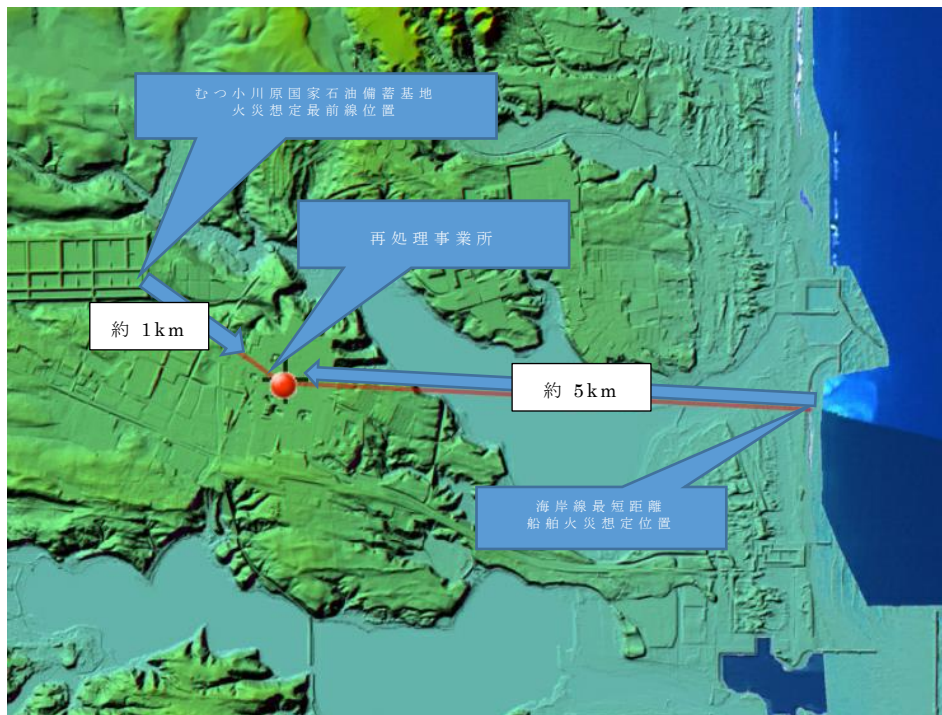 むつ小川原国家石油備蓄基地
火災想定最前線位置
再処理事業所
約 1km
約 5km
海岸線最短距離
船舶火災想定位置